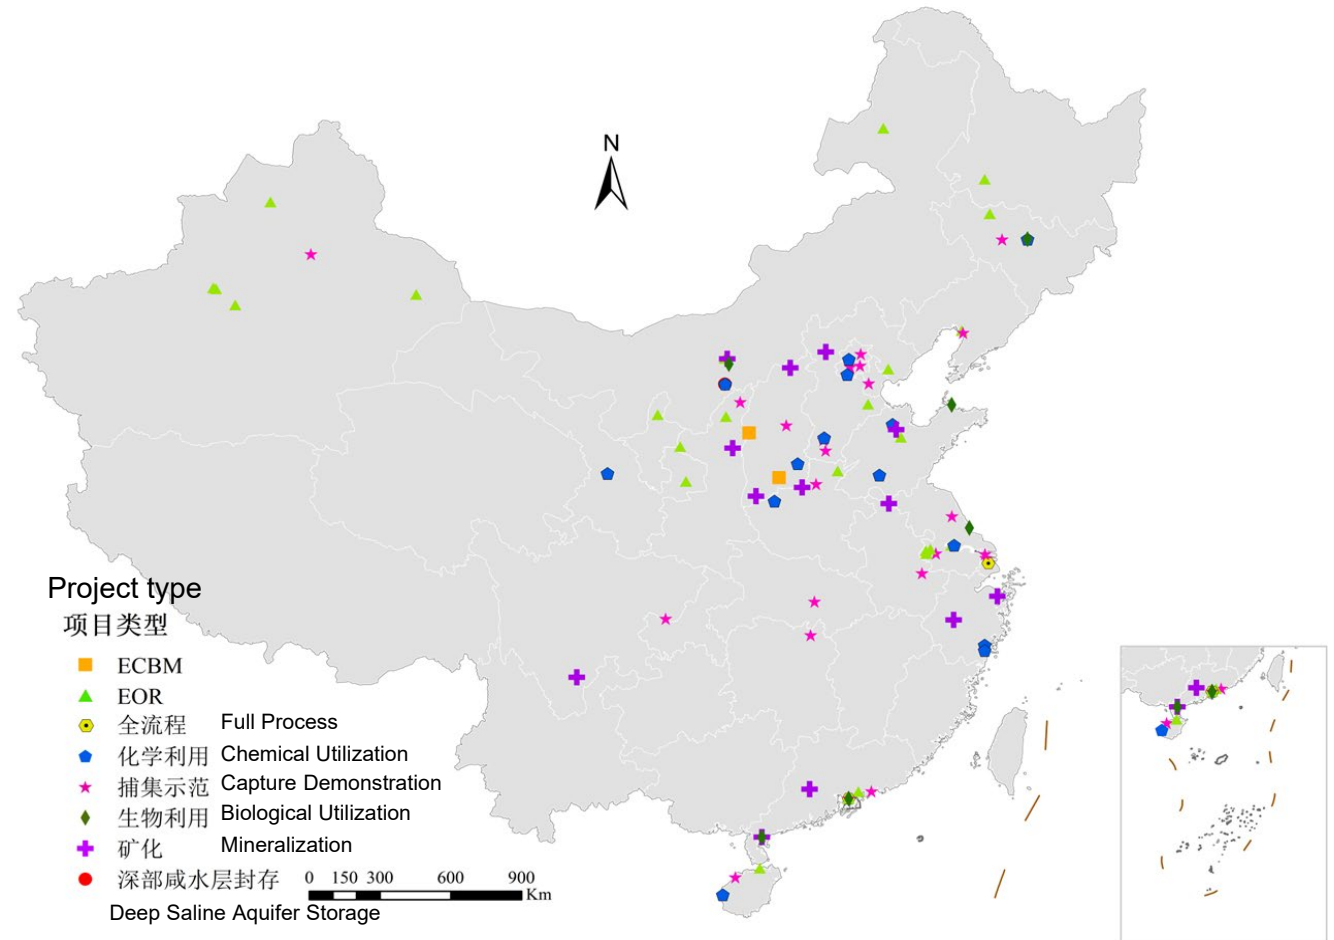 N
Project type
项目类型
ECBM
EOR
全流程 Full Process
化学利用 Chemical Utilization
捕集示范 Capture Demonstration
生物利用 Biological Utilization
矿化 Mineralization
深部咸水层封存
Deep Saline Aquifer Storage
0 150 300 600 900
Km